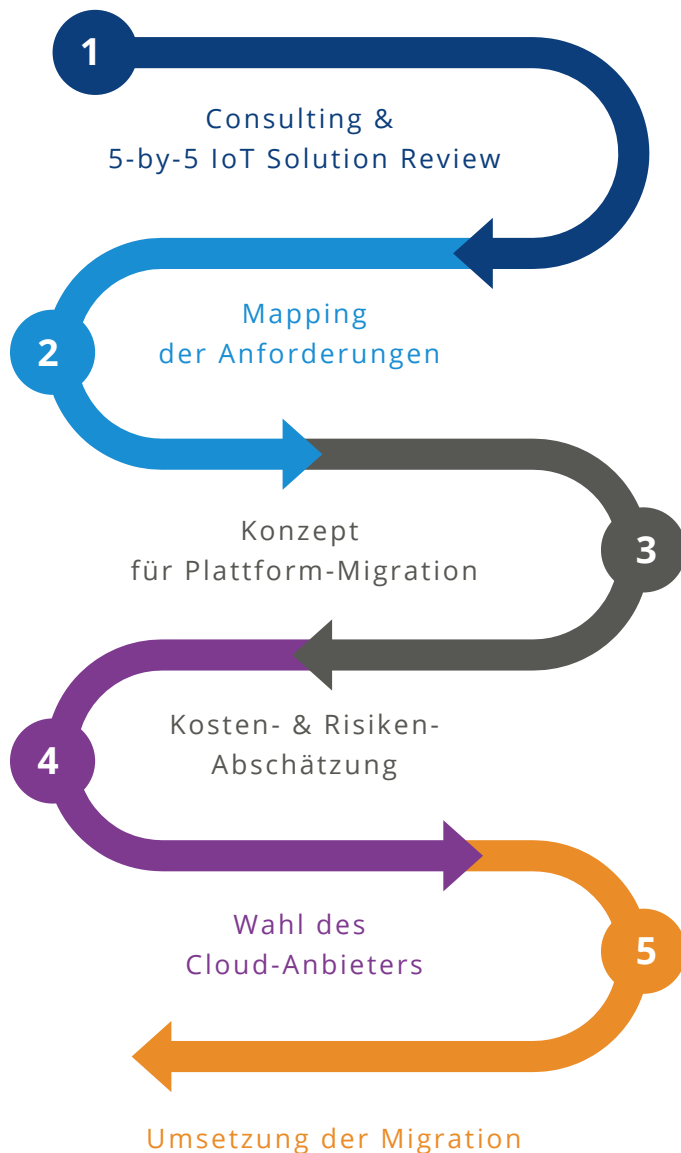 1
Consulting &
5-by-5 IoT Solution Review
2
Mapping
der Anforderungen
3
Konzept
für Plattform-Migration
4
Kosten- & Risiken-
Abschätzung
Wahl des
Cloud-Anbieters
5
Umsetzung der Migration